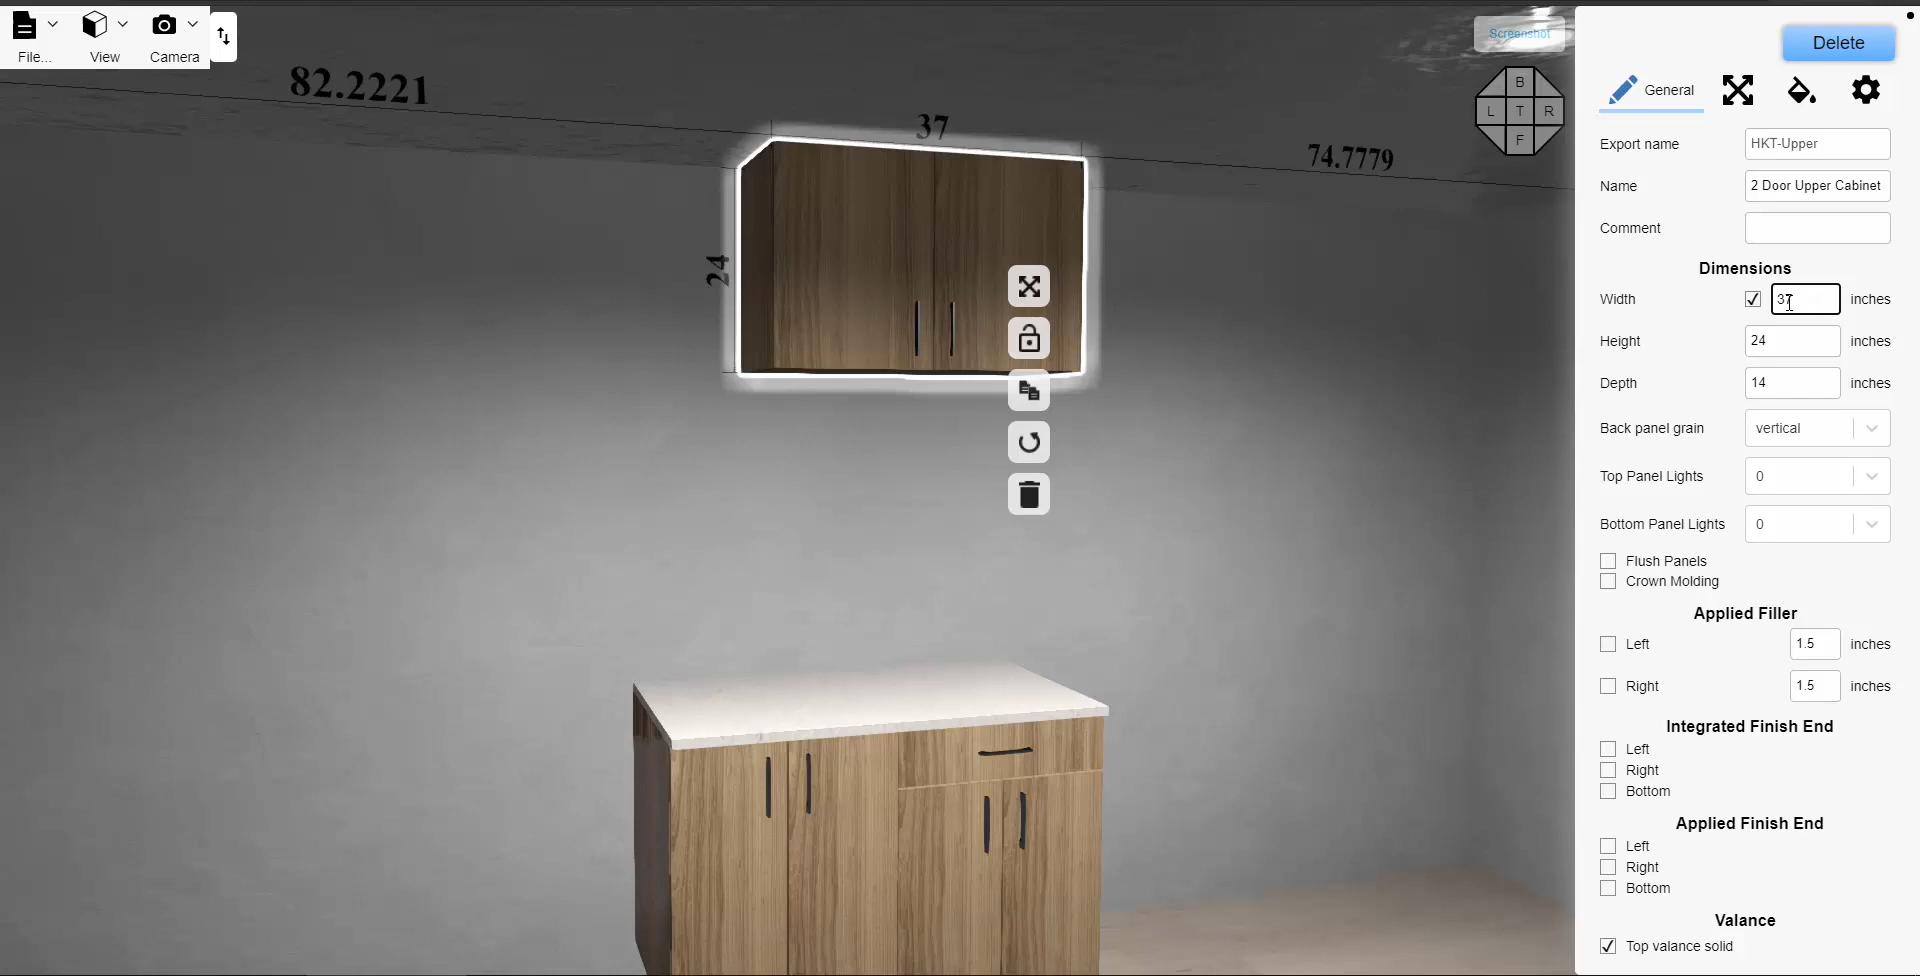 File...
View
Camera
Screenshot
Delete
B
L T R
F
82.2221
37
74.7779
24
General
Export name HKT-Upper
Name 2 Door Upper Cabinet
Comment
Dimensions
Width 37 inches
Height 24 inches
Depth 14 inches
Back panel grain vertical
Top Panel Lights 0
Bottom Panel Lights 0
Flush Panels
Crown Molding
Applied Filler
Left 1.5 inches
Right 1.5 inches
Integrated Finish End
Left
Right
Bottom
Applied Finish End
Left
Right
Bottom
Valance
Top valance solid